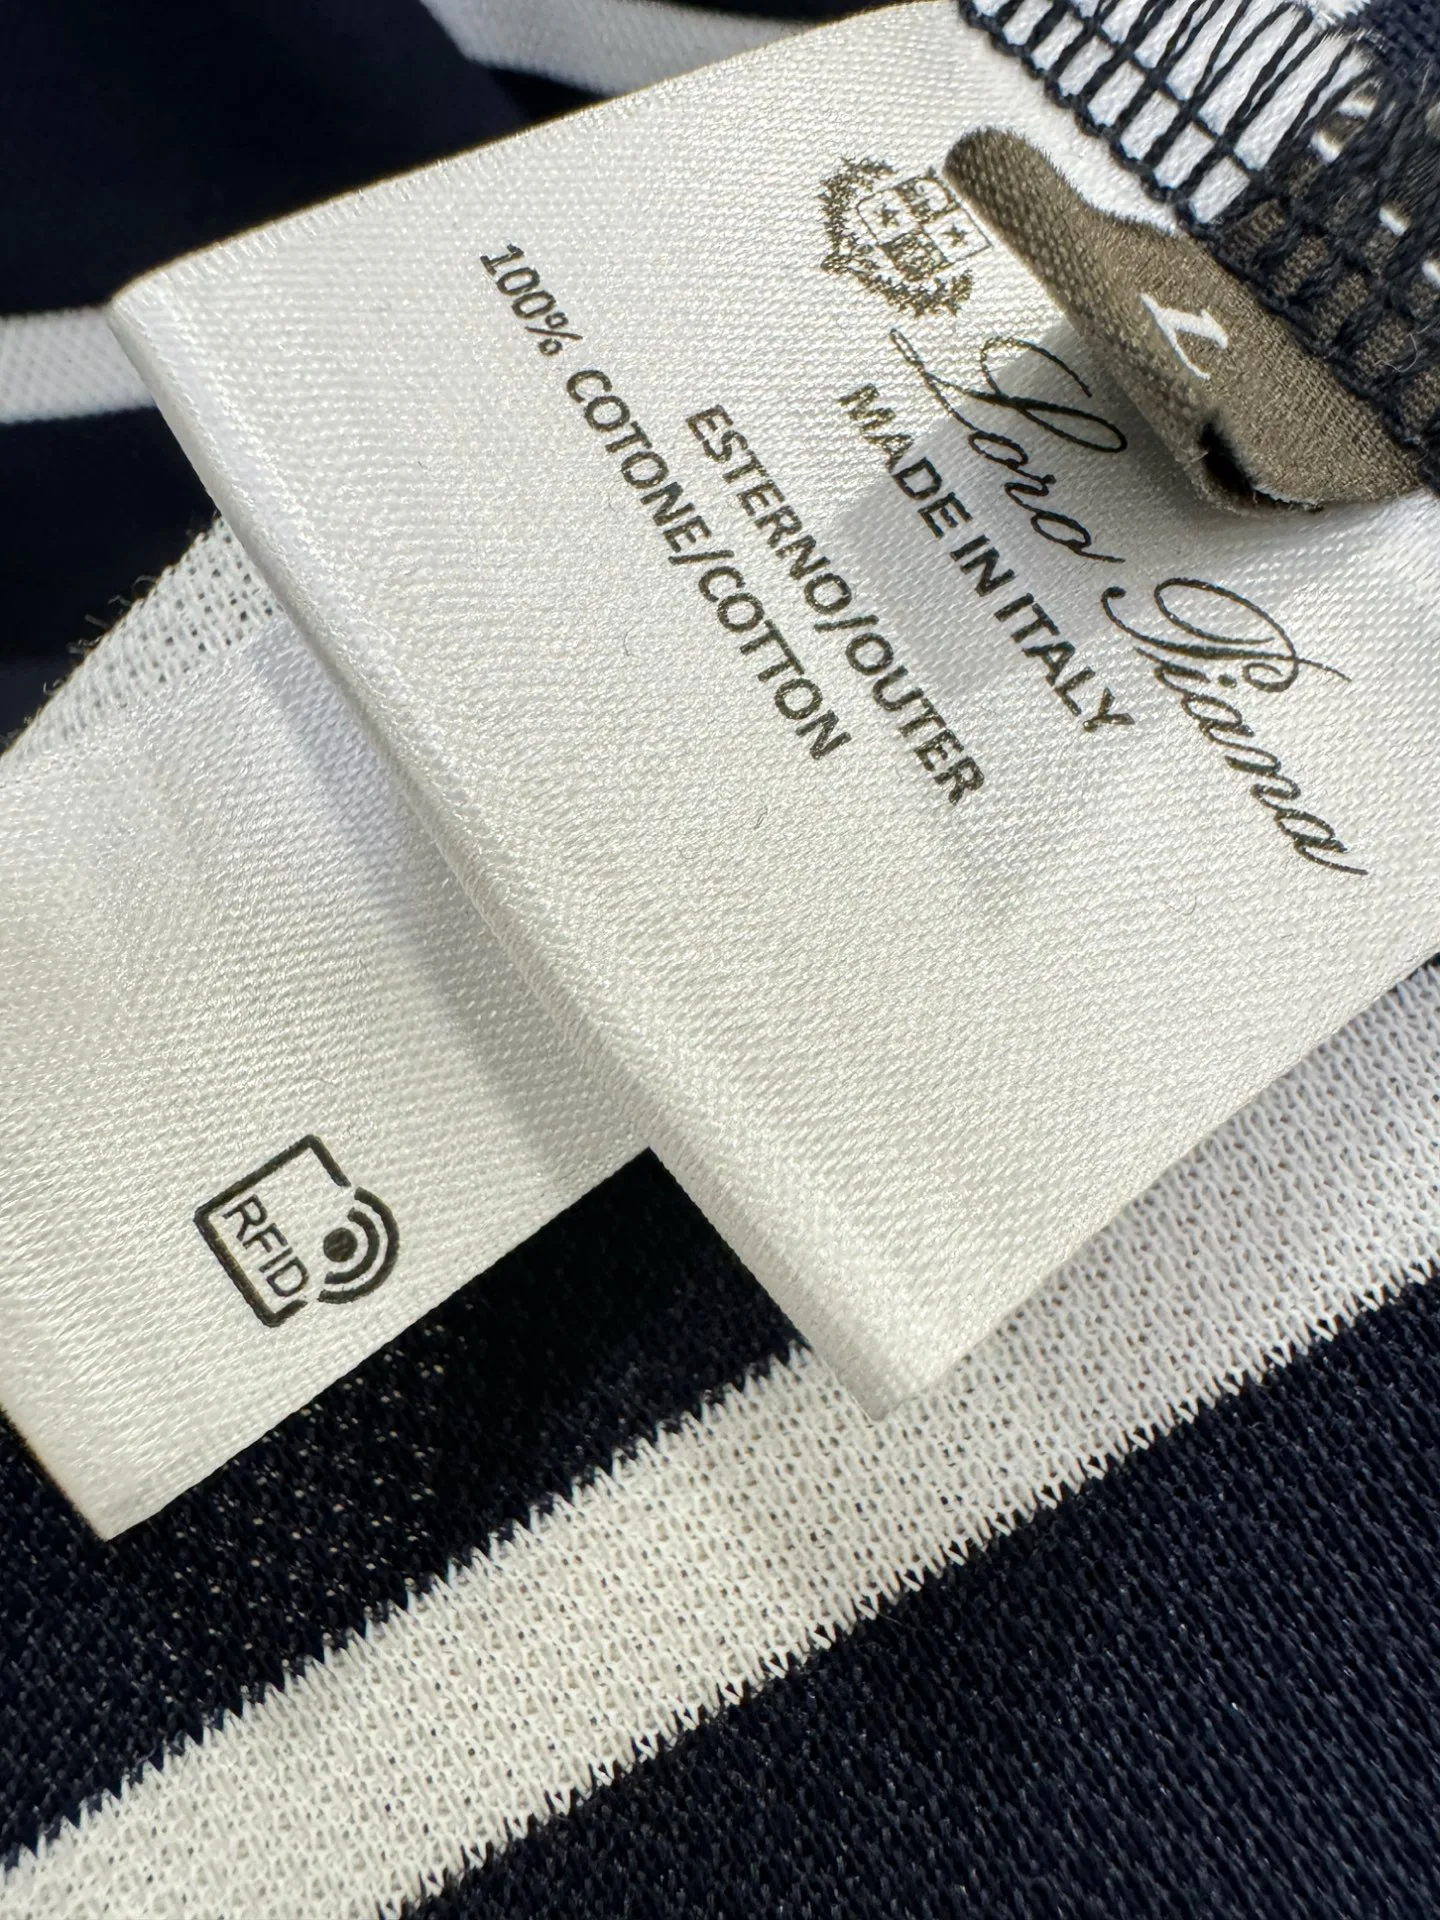 Loro Piana
MADE IN ITALY
ESTERNO/OUTER
100% COTONE/COTTON
L
RFID